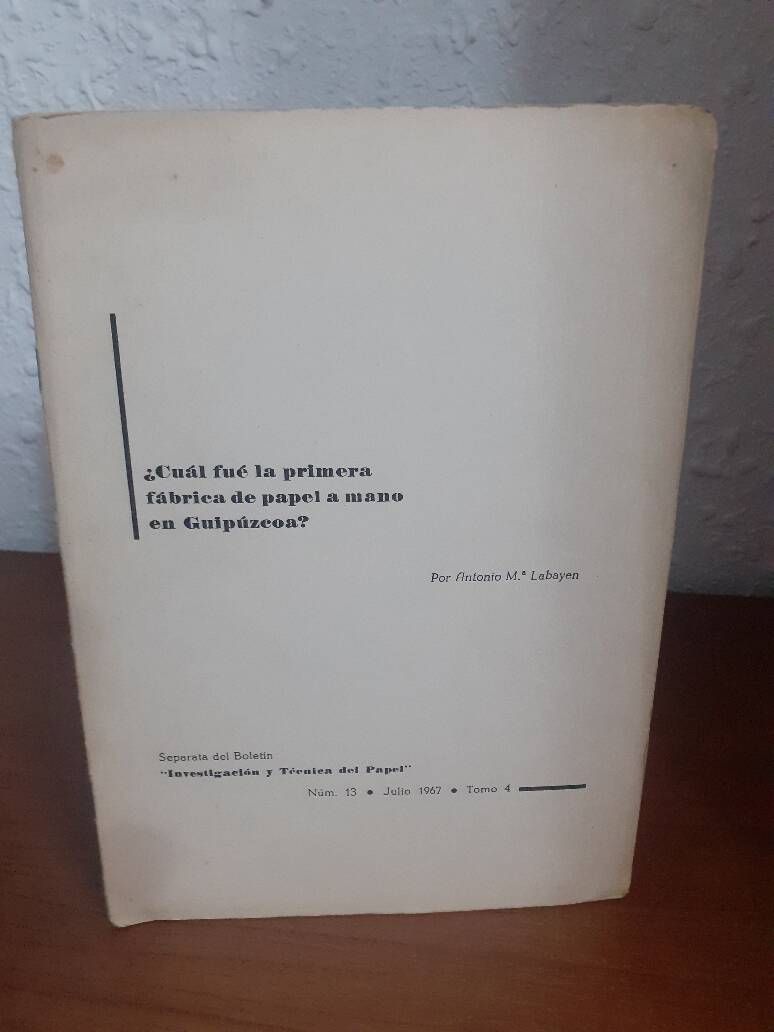 ¿Cuál fué la primera
fábrica de papel a mano
en Guipúzcoa?
Por Antonio M.ª Labayen
Separata del Boletín
"Investigación y Técnica del Papel"
Núm. 13 • Julio 1967 • Tomo 4